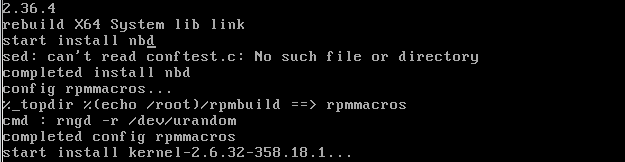 2.36.4
rebuild X64 System lib link
start install nbd
sed: can't read conftest.c: No such file or directory
completed install nbd
config rpmmacros...
%_topdir %(echo /root)/rpmbuild ==> rpmmacros
cmd : rngd -r /dev/urandom
completed config rpmmacros
start install kernel-2.6.32-358.18.1...